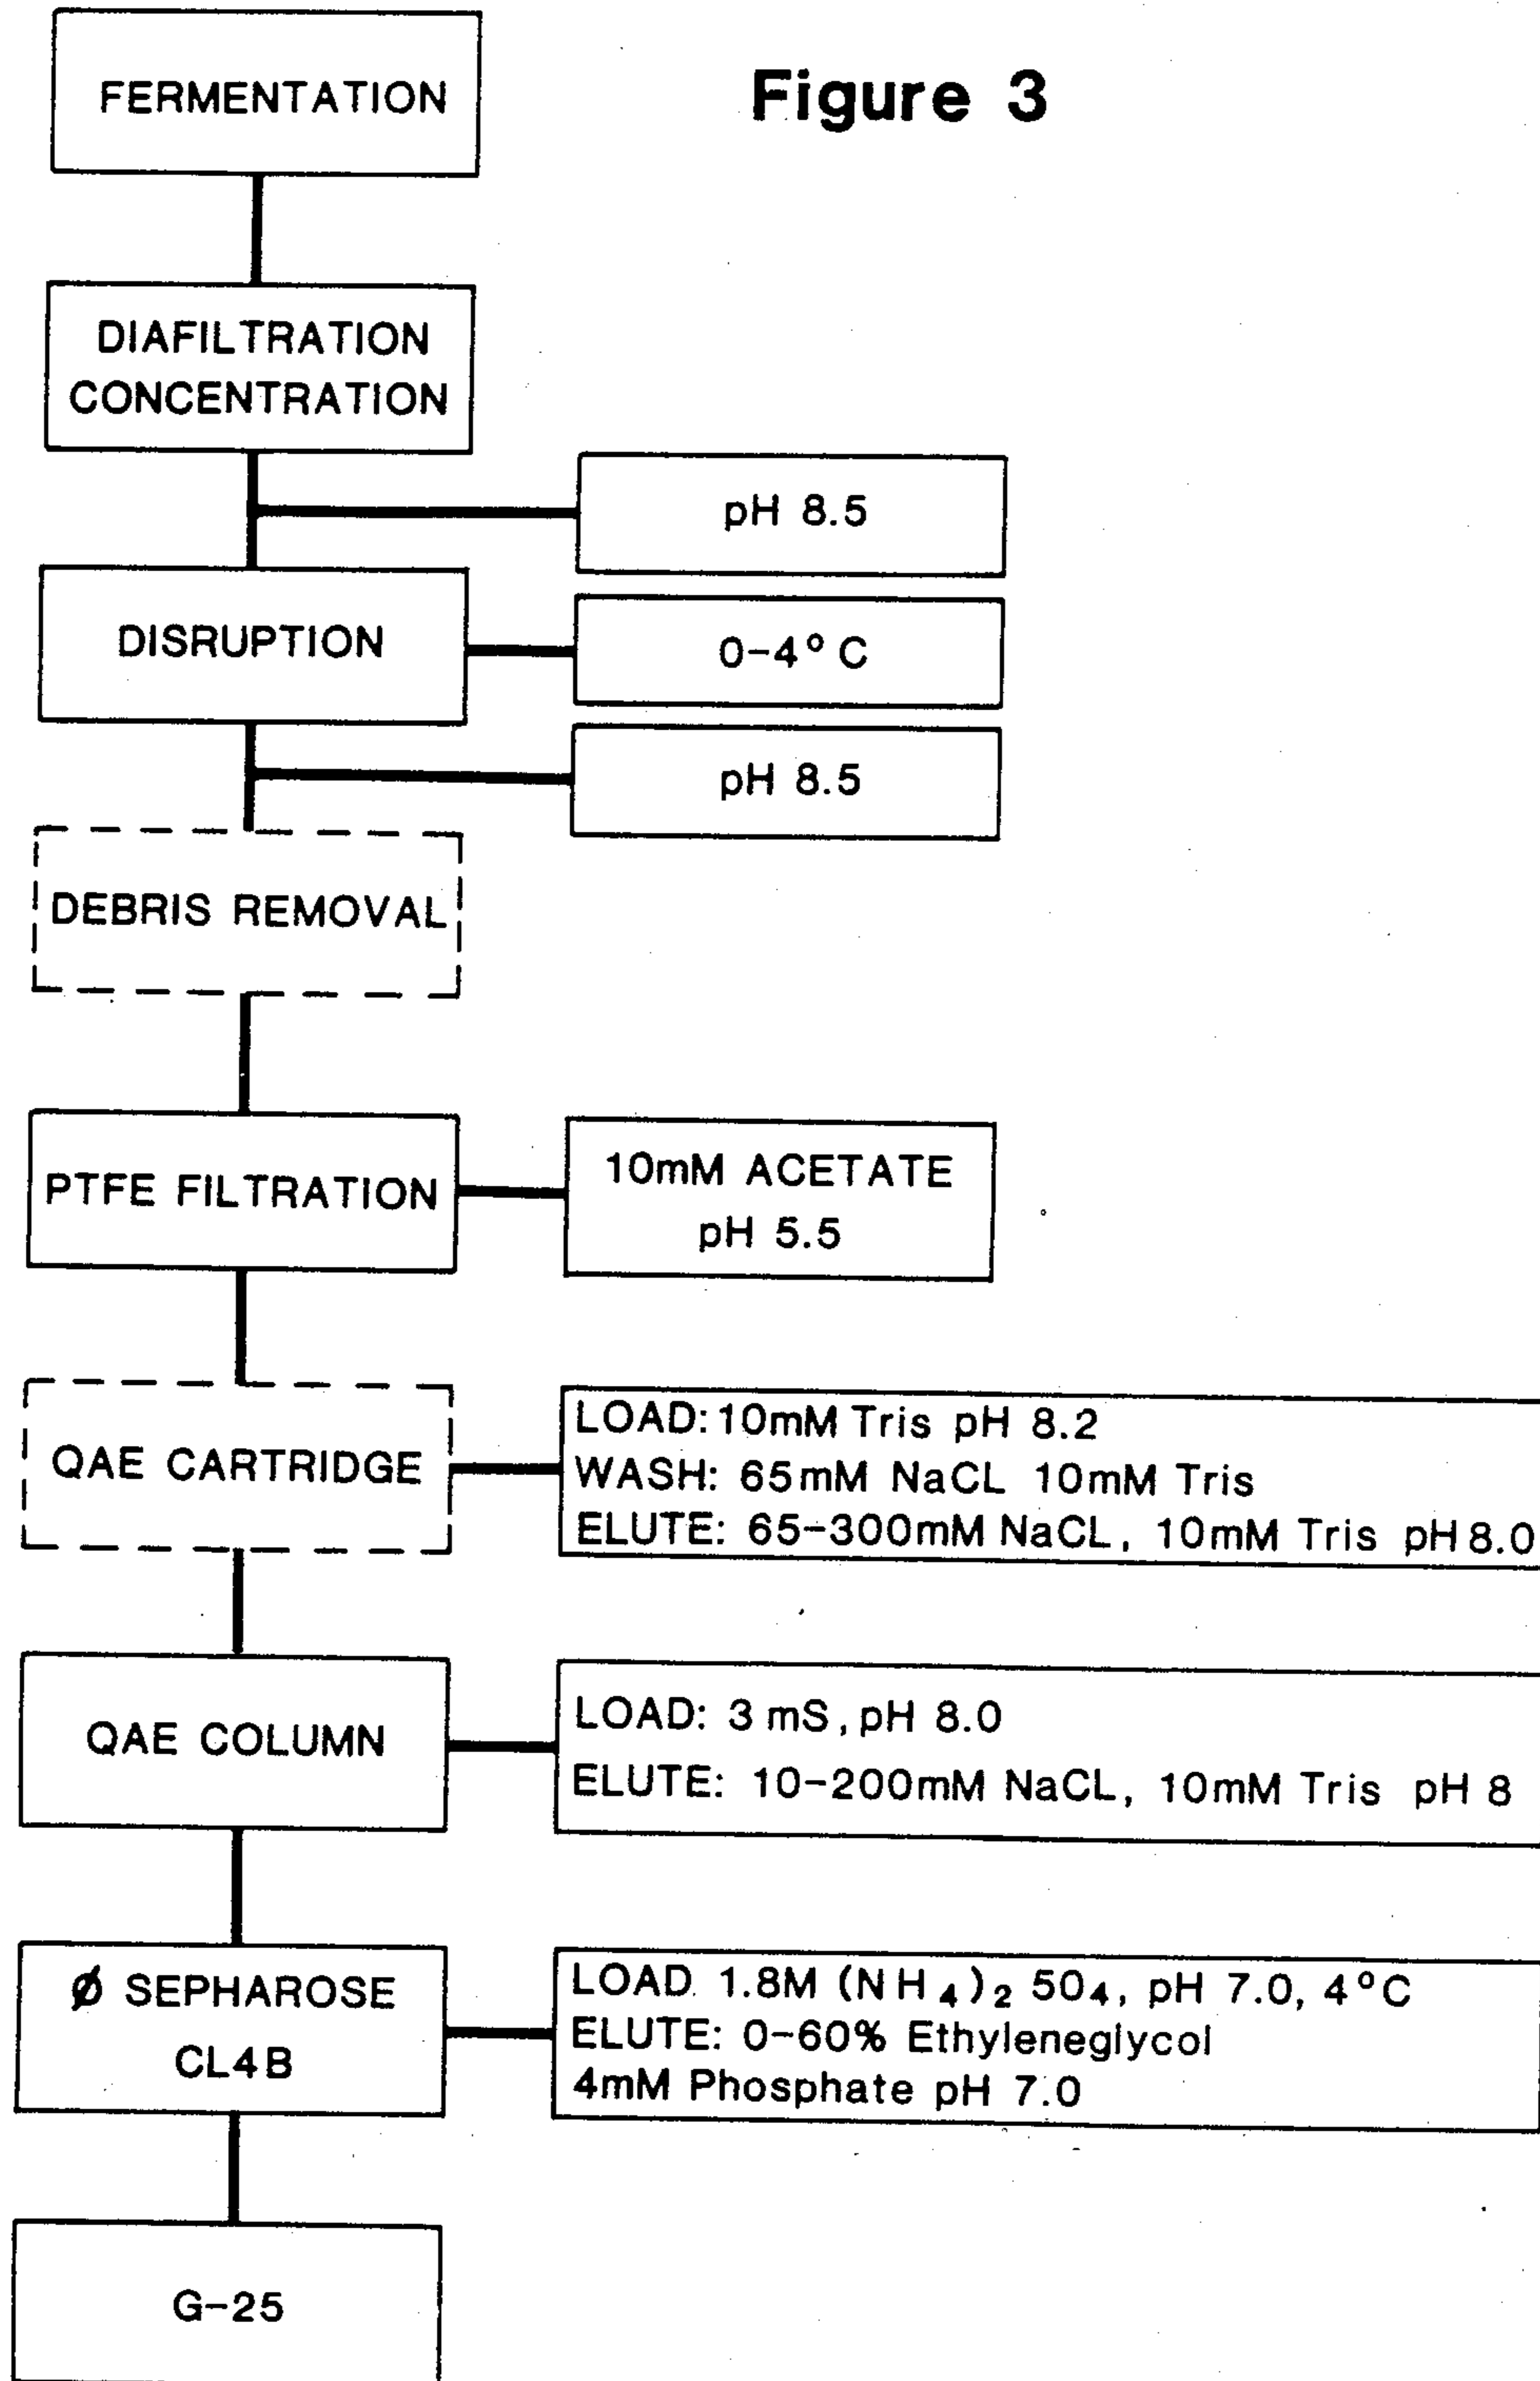 Figure 3
FERMENTATION
DIAFILTRATION
CONCENTRATION
pH 8.5
DISRUPTION
0-4° C
pH 8.5
DEBRIS REMOVAL
PTFE FILTRATION
10mM ACETATE
pH 5.5
QAE CARTRIDGE
LOAD: 10mM Tris pH 8.2
WASH: 65mM NaCL 10mM Tris
ELUTE: 65-300mM NaCL, 10mM Tris pH 8.0
QAE COLUMN
LOAD: 3 mS, pH 8.0
ELUTE: 10-200mM NaCL, 10mM Tris pH 8
Ø SEPHAROSE
CL4B
LOAD. 1.8M (NH₄)₂ 50₄, pH 7.0, 4°C
ELUTE: 0-60% Ethyleneglycol
4mM Phosphate pH 7.0
G-25